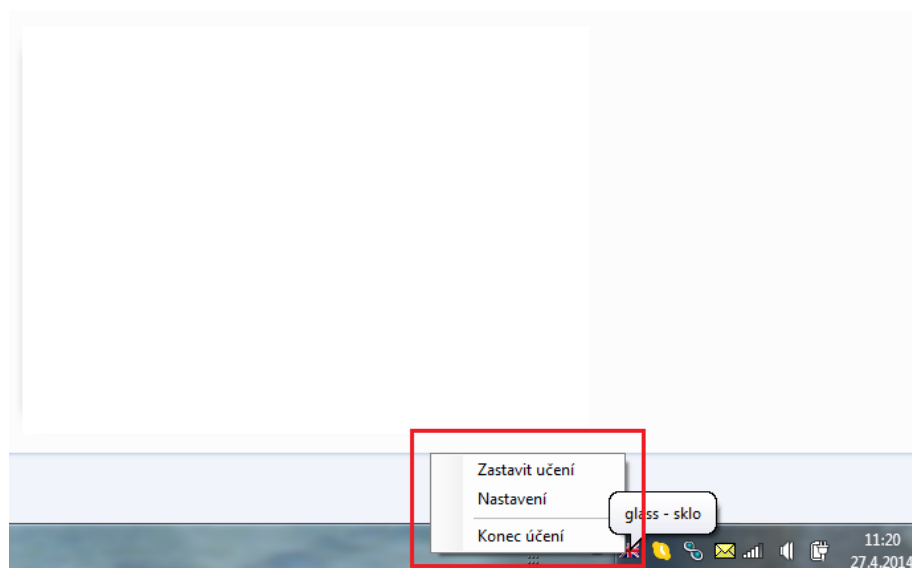 Zastavit učení
Nastavení
Konec účení
glass - sklo
11:20
27.4.2014